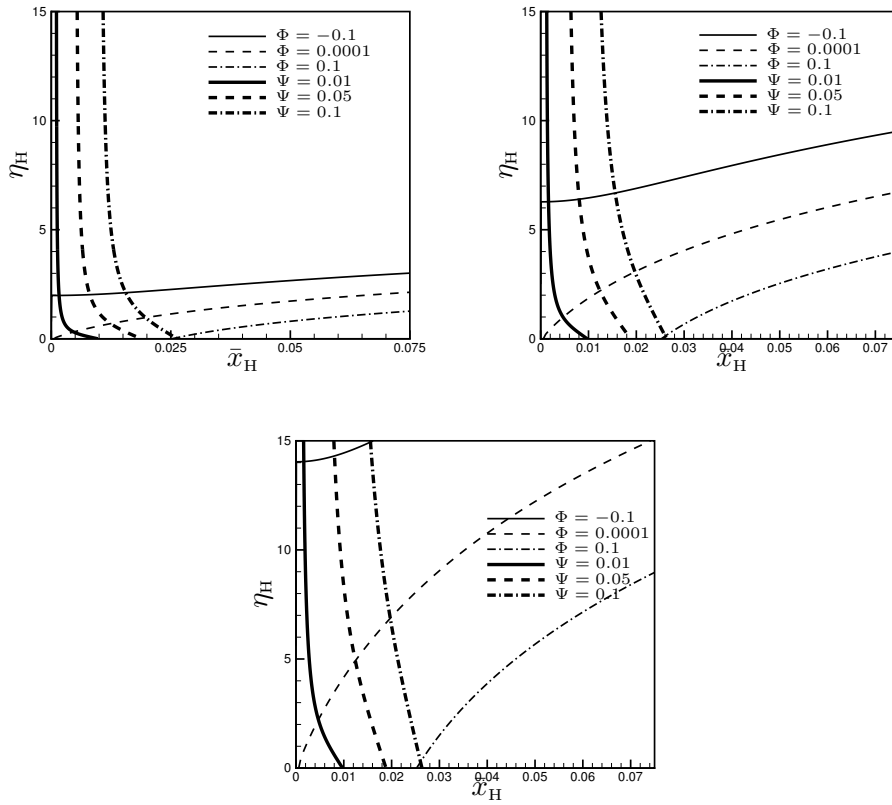 15
10
5
0
η_H
Φ = −0.1
Φ = 0.0001
Φ = 0.1
Ψ = 0.01
Ψ = 0.05
Ψ = 0.1
0 0.025 0.05 0.075
x̄_H
15
10
5
0
η_H
Φ = −0.1
Φ = 0.0001
Φ = 0.1
Ψ = 0.01
Ψ = 0.05
Ψ = 0.1
0 0.01 0.02 0.03 0.04 0.05 0.06 0.07
x̄_H
15
10
5
0
η_H
Φ = −0.1
Φ = 0.0001
Φ = 0.1
Ψ = 0.01
Ψ = 0.05
Ψ = 0.1
0 0.01 0.02 0.03 0.04 0.05 0.06 0.07
x̄_H